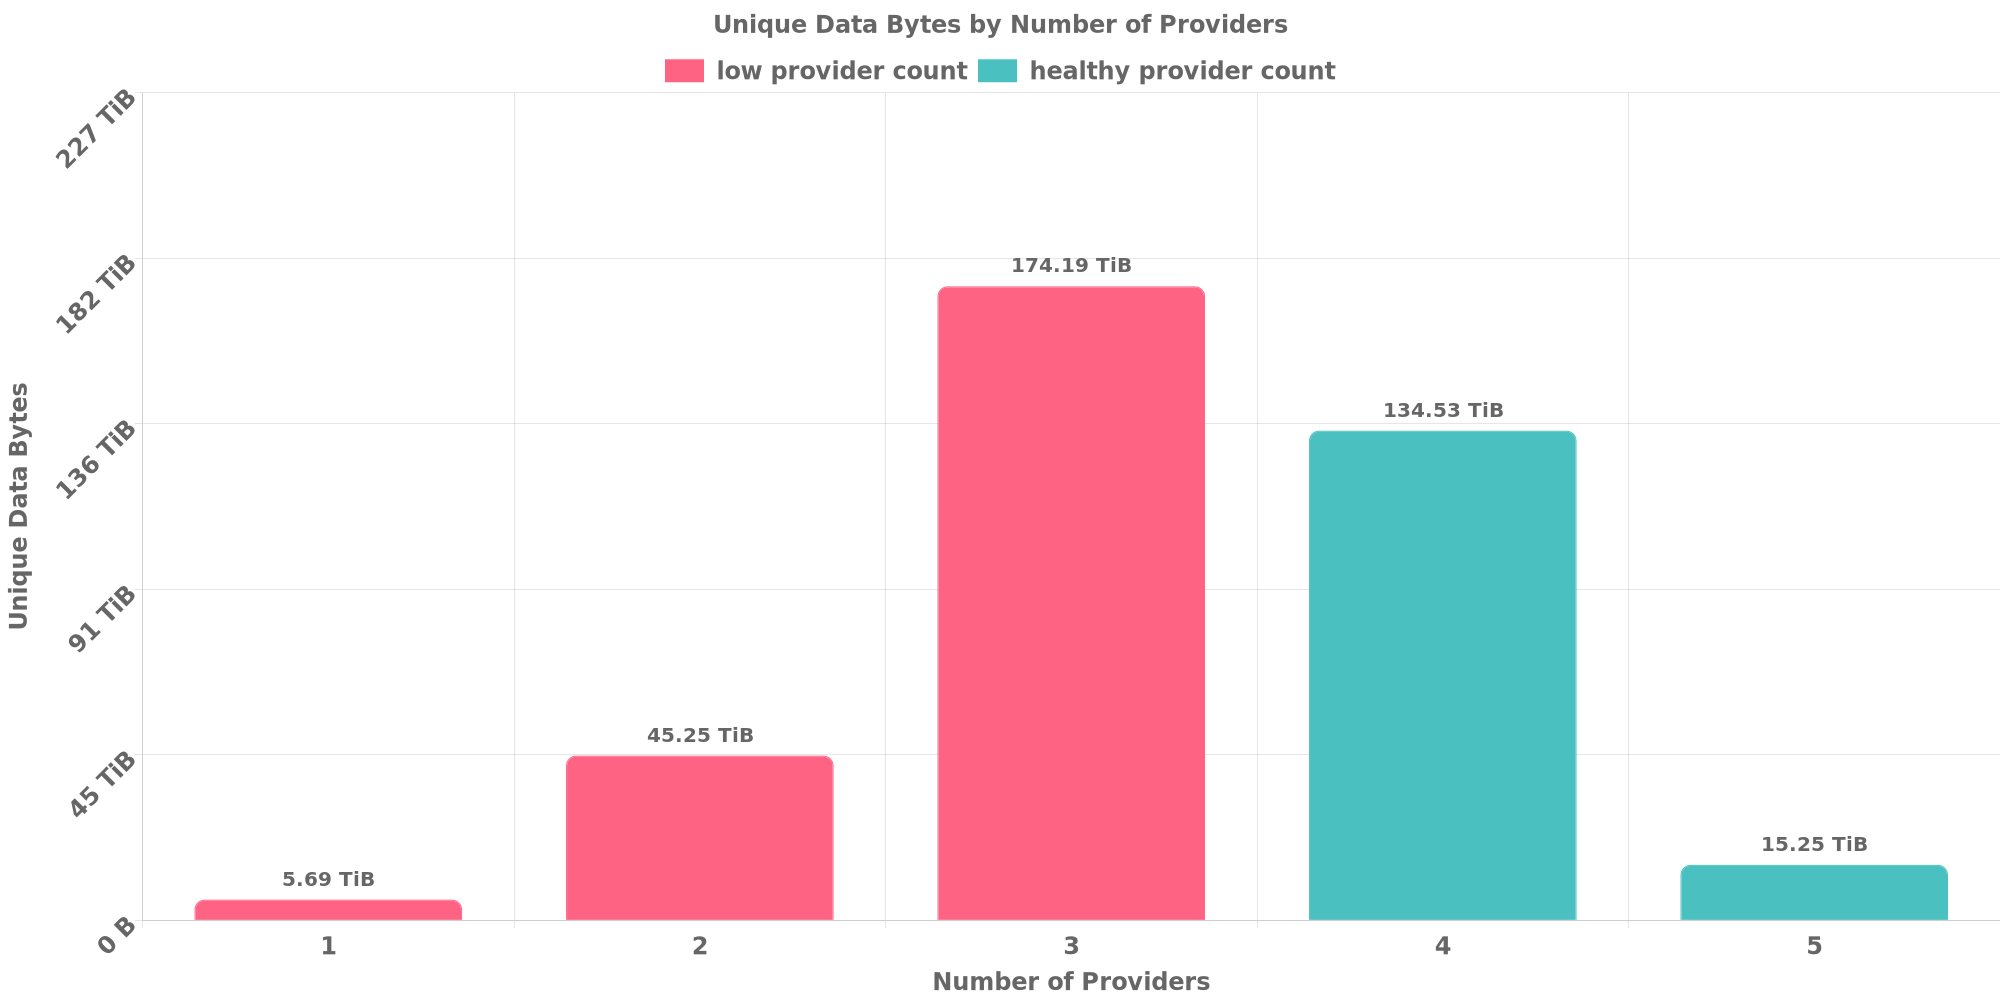 Unique Data Bytes by Number of Providers
low provider count healthy provider count
227 TiB
182 TiB
136 TiB
91 TiB
45 TiB
0 B
Unique Data Bytes
5.69 TiB
45.25 TiB
174.19 TiB
134.53 TiB
15.25 TiB
1 2 3 4 5
Number of Providers